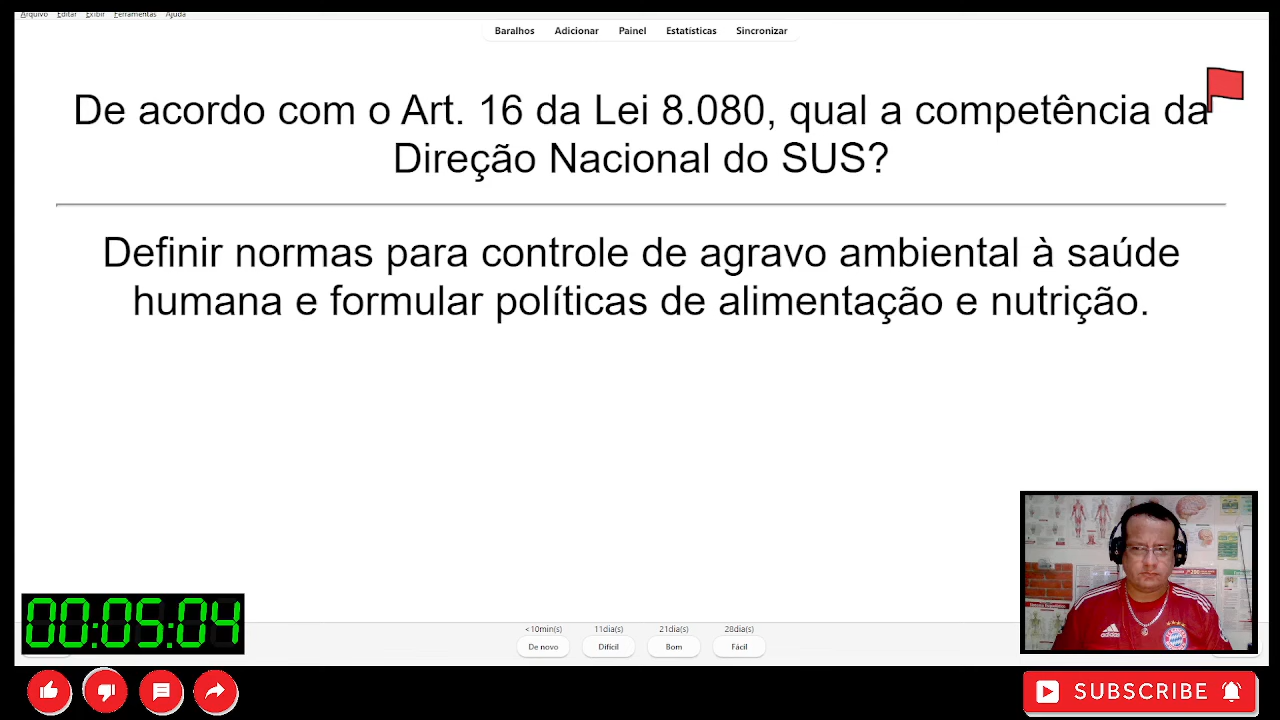 Arquivo Editar Exibir Ferramentas Ajuda
Baralhos Adicionar Painel Estatísticas Sincronizar
De acordo com o Art. 16 da Lei 8.080, qual a competência da
Direção Nacional do SUS?
Definir normas para controle de agravo ambiental à saúde
humana e formular políticas de alimentação e nutrição.
00:05:04
<10min(s) 11dia(s) 21dia(s) 28dia(s)
De novo Difícil Bom Fácil
adidas
SUBSCRIBE